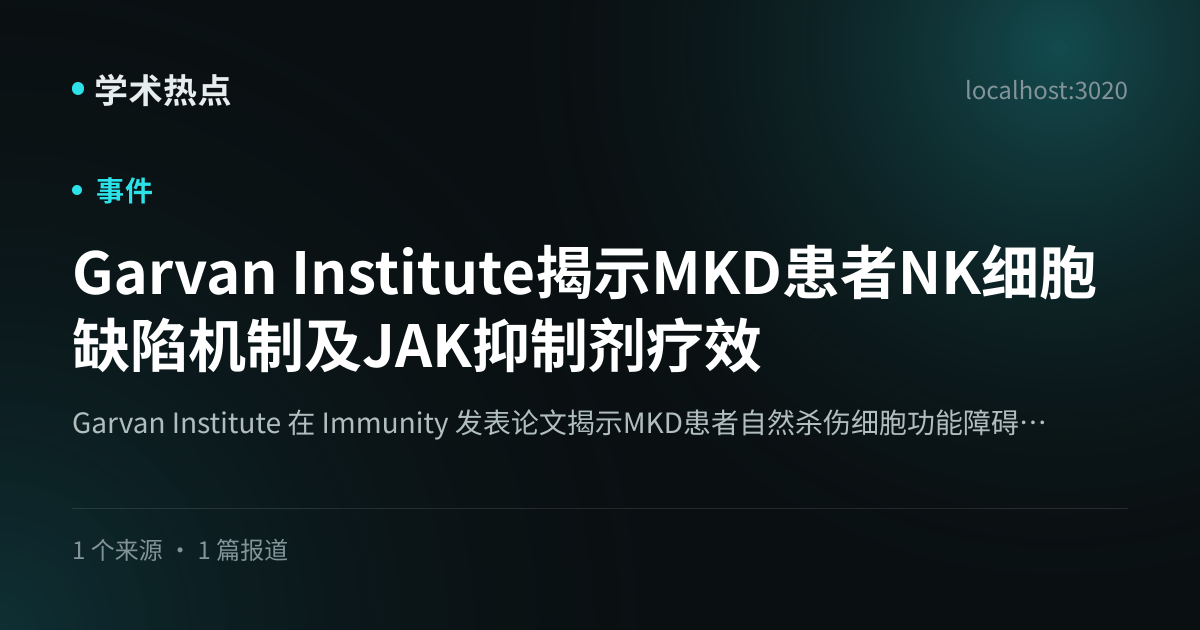 学术热点
localhost:3020
事件
Garvan Institute揭示MKD患者NK细胞
缺陷机制及JAK抑制剂疗效
Garvan Institute 在 Immunity 发表论文揭示MKD患者自然杀伤细胞功能障碍…
1 个来源 · 1 篇报道